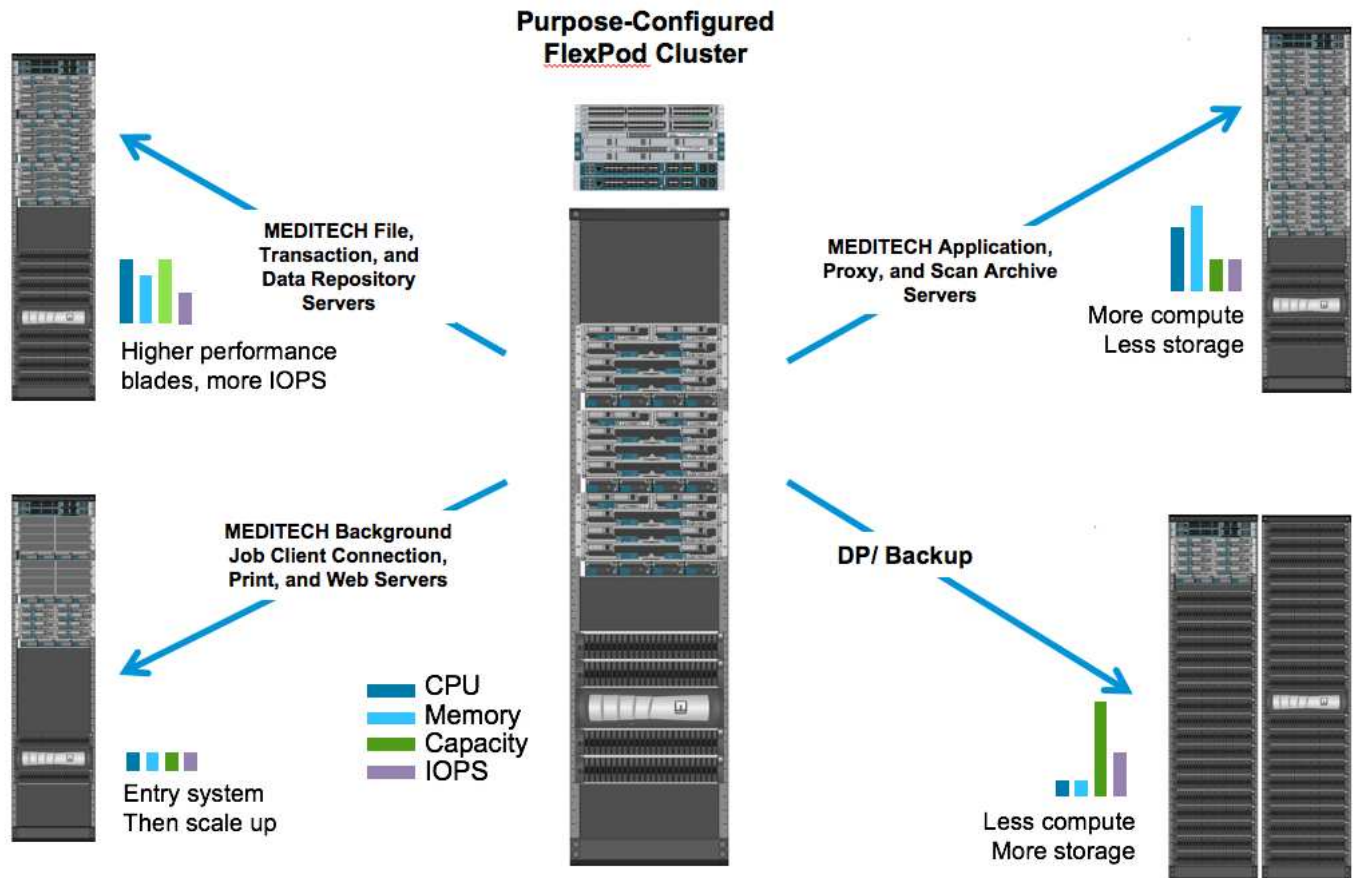 Purpose-Configured
FlexPod Cluster
MEDITECH File,
Transaction, and
Data Repository
Servers
Higher performance
blades, more IOPS
MEDITECH Application,
Proxy, and Scan Archive
Servers
More compute
Less storage
MEDITECH Background
Job Client Connection,
Print, and Web Servers
Entry system
Then scale up
DP/ Backup
Less compute
More storage
CPU
Memory
Capacity
IOPS